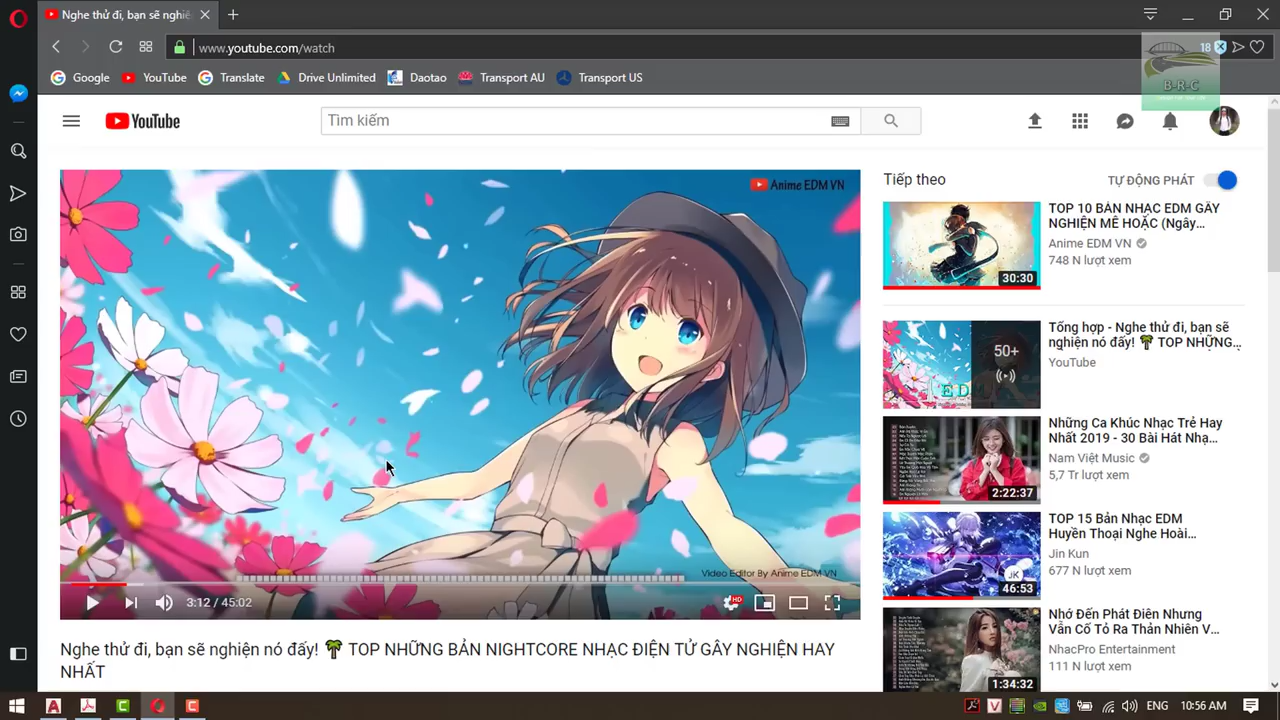 Nghe thử đi, bạn sẽ nghiệ
www.youtube.com/watch
18
Google
YouTube
Translate
Drive Unlimited
Daotao
Transport AU
Transport US
B-R-C
YouTube
Tìm kiếm
Anime EDM VN
Video Editor By Anime EDM VN
3:12 / 45:02
HD
Nghe thử đi, bạn sẽ nghiện nó đấy! 🌴 TOP NHỮNG BẢN NIGHTCORE NHẠC ĐIỆN TỬ GÂY NGHIỆN HAY
NHẤT
Tiếp theo
TỰ ĐỘNG PHÁT
30:30
TOP 10 BẢN NHẠC EDM GÂY
NGHIỆN MÊ HOẶC (Ngây...
Anime EDM VN
748 N lượt xem
EDM
50+
Tổng hợp - Nghe thử đi, bạn sẽ
nghiện nó đấy! 🌴 TOP NHỮNG...
YouTube
2:22:37
Những Ca Khúc Nhạc Trẻ Hay
Nhất 2019 - 30 Bài Hát Nhạ...
Nam Việt Music
5,7 Tr lượt xem
JK
46:53
TOP 15 Bản Nhạc EDM
Huyền Thoại Nghe Hoài...
Jin Kun
677 N lượt xem
1:34:32
Nhớ Đến Phát Điên Nhưng
Vẫn Cố Tỏ Ra Thản Nhiên V...
NhacPro Entertainment
111 N lượt xem
ENG
10:56 AM